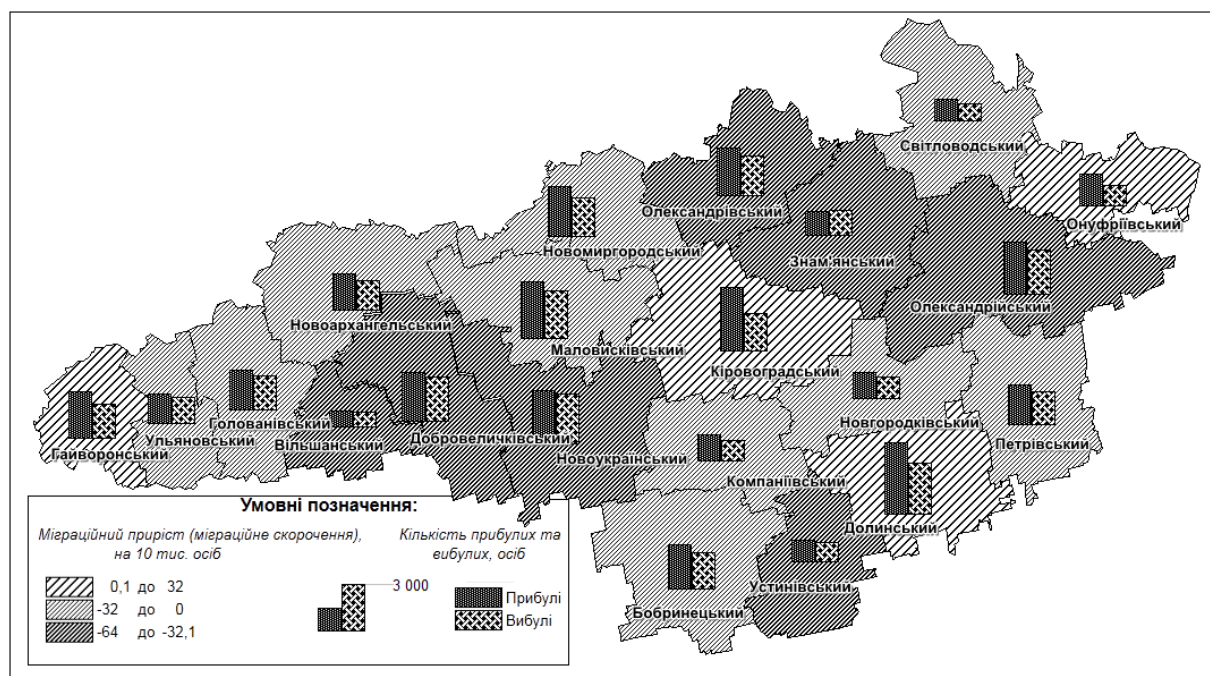 Світловодський
Онуфріївський
Олександрівський
Знам'янський
Новомиргородський
Олександрійський
Новоархангельський
Маловисківський
Кіровоградський
Новгородківський
Петрівський
Голованівський
Ульяновський
Гайворонський
Вільшанський
Добровеличківський
Новоукраїнський
Компаніївський
Долинський
Устинівський
Бобринецький
Умовні позначення:
Міграційний приріст (міграційне скорочення),
на 10 тис. осіб
0,1 до 32
-32 до 0
-64 до -32,1
Кількість прибулих та
вибулих, осіб
3 000
Прибулі
Вибулі